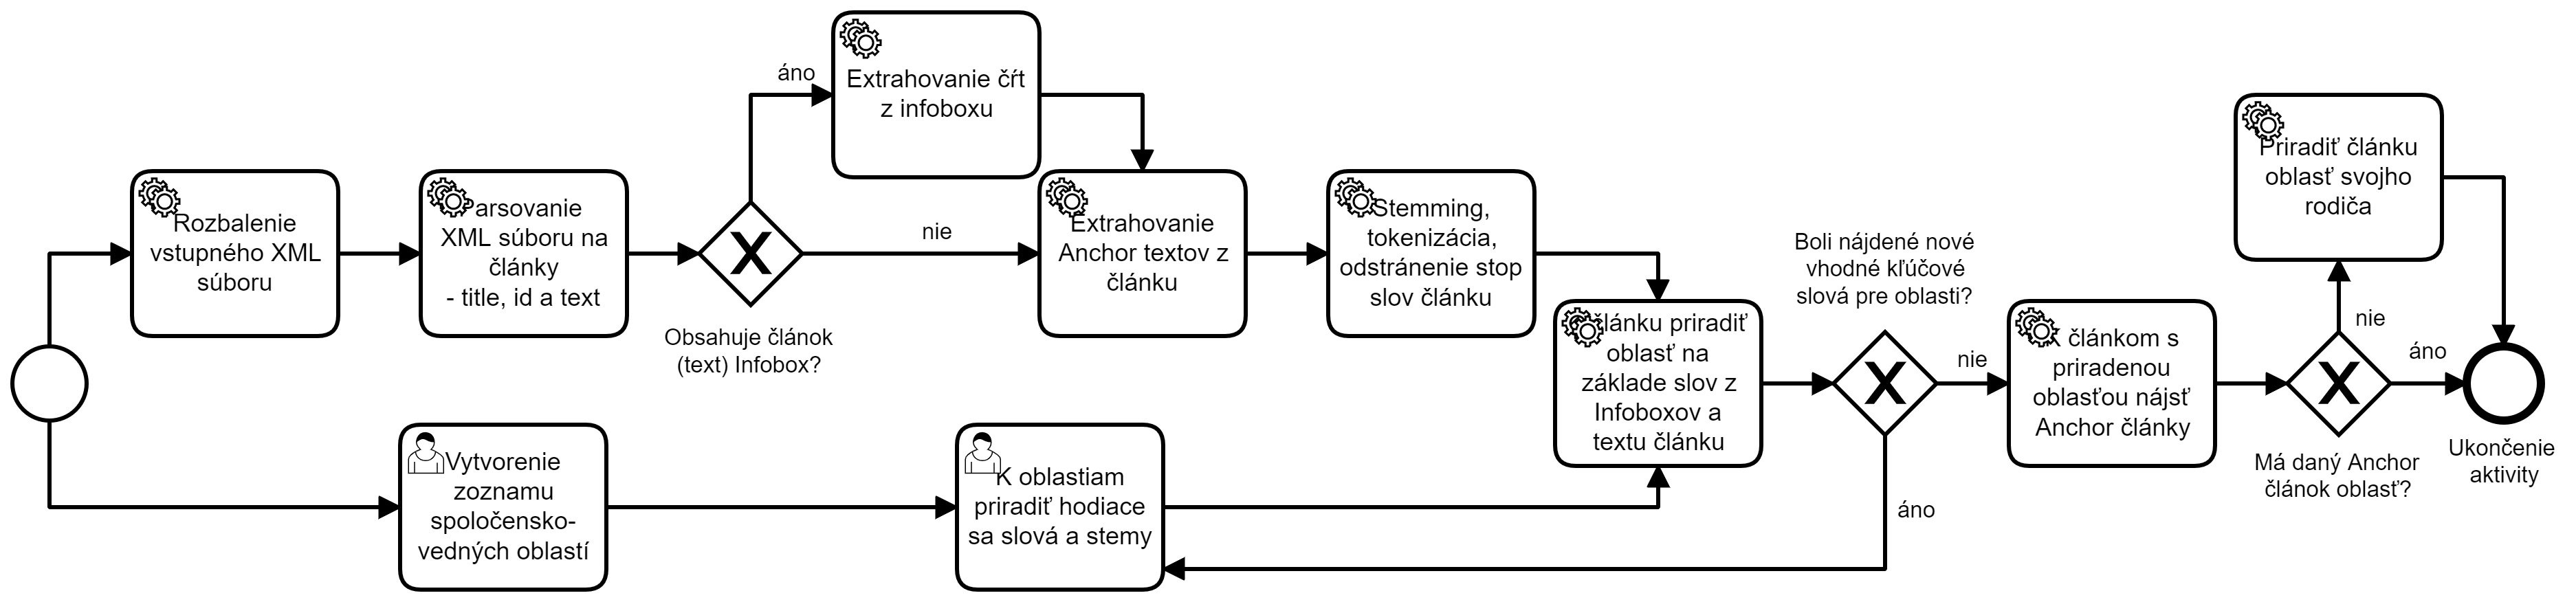 Extrahovanie čŕt
z infoboxu
áno
Rozbalenie
vstupného XML
súboru
Parsovanie
XML súboru na
články
- title, id a text
Obsahuje článok
(text) Infobox?
nie
Extrahovanie
Anchor textov z
článku
Stemming,
tokenizácia,
odstránenie stop
slov článku
článku priradiť
oblasť na
základe slov z
Infoboxov a
textu článku
Boli nájdené nové
vhodné kľúčové
slová pre oblasti?
nie
K článkom s
priradenou
oblasťou nájsť
Anchor články
Priradiť článku
oblasť svojho
rodiča
nie
áno
Má daný Anchor
článok oblasť?
Ukončenie
aktivity
Vytvorenie
zoznamu
spoločensko-
vedných oblastí
K oblastiam
priradiť hodiace
sa slová a stemy
áno